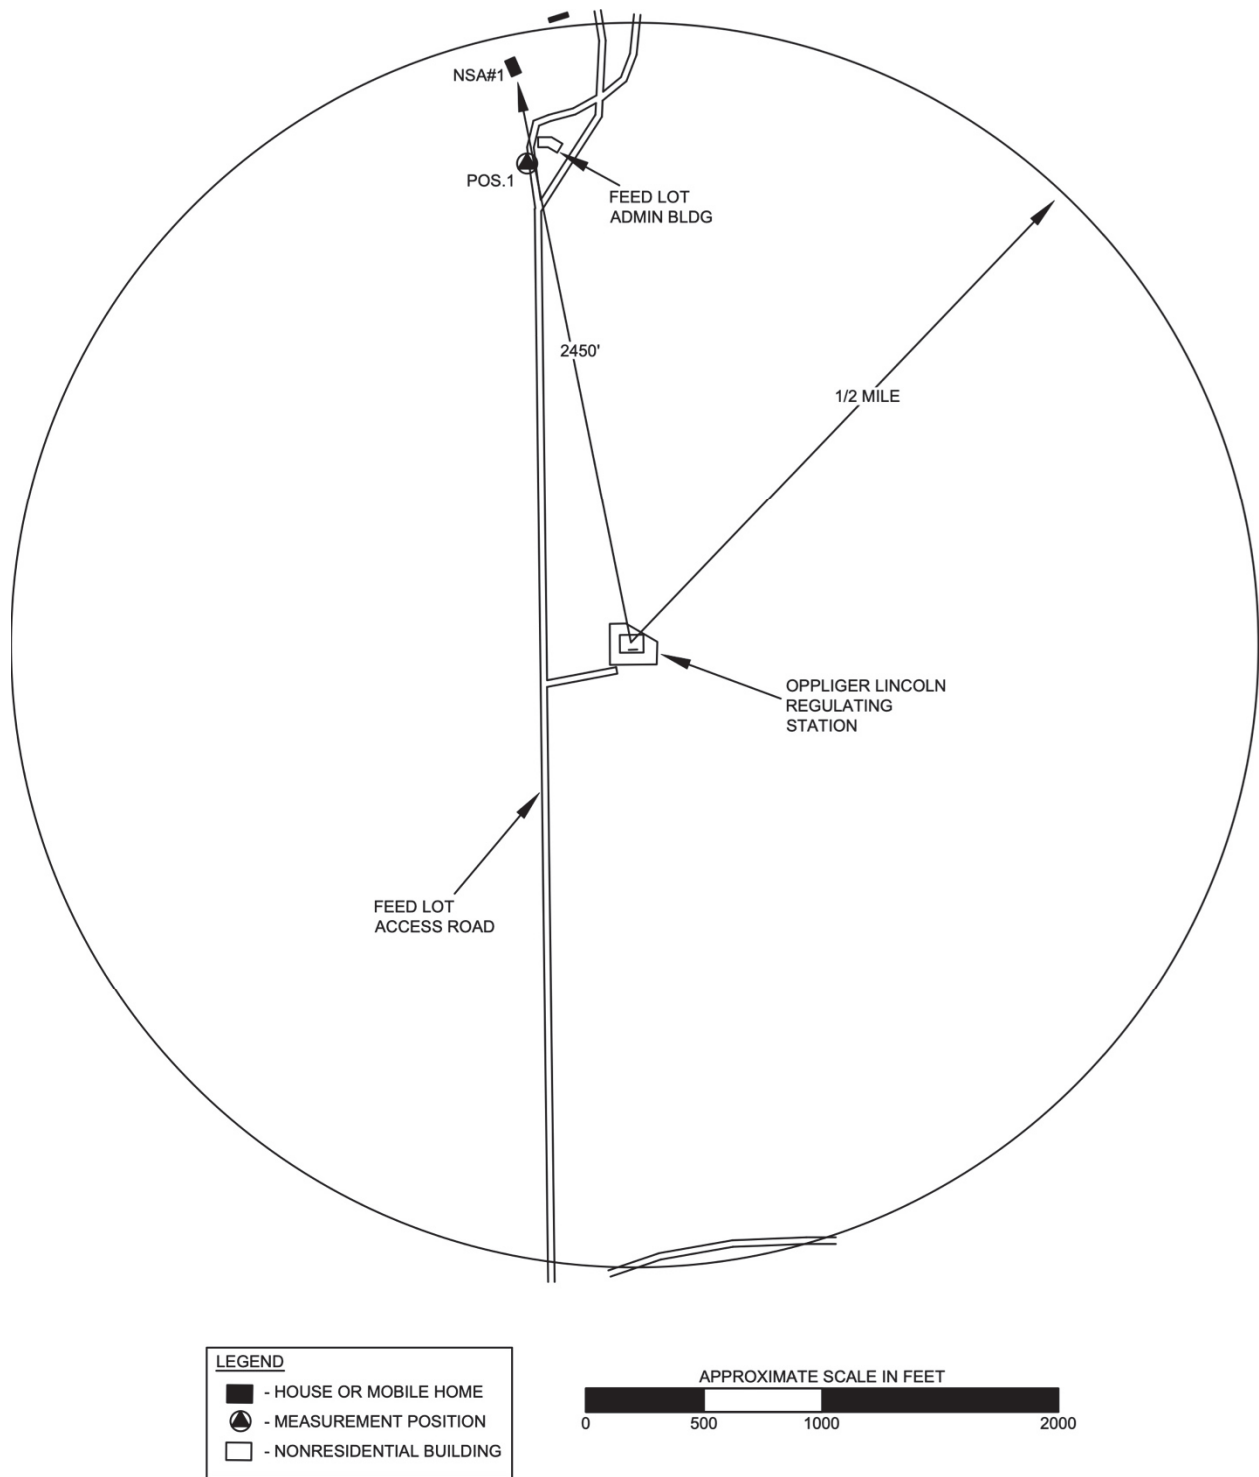 NSA#1
POS.1
FEED LOT
ADMIN BLDG
2450'
1/2 MILE
OPPLIGER LINCOLN
REGULATING
STATION
FEED LOT
ACCESS ROAD
LEGEND
- HOUSE OR MOBILE HOME
- MEASUREMENT POSITION
- NONRESIDENTIAL BUILDING
APPROXIMATE SCALE IN FEET
0 500 1000 2000